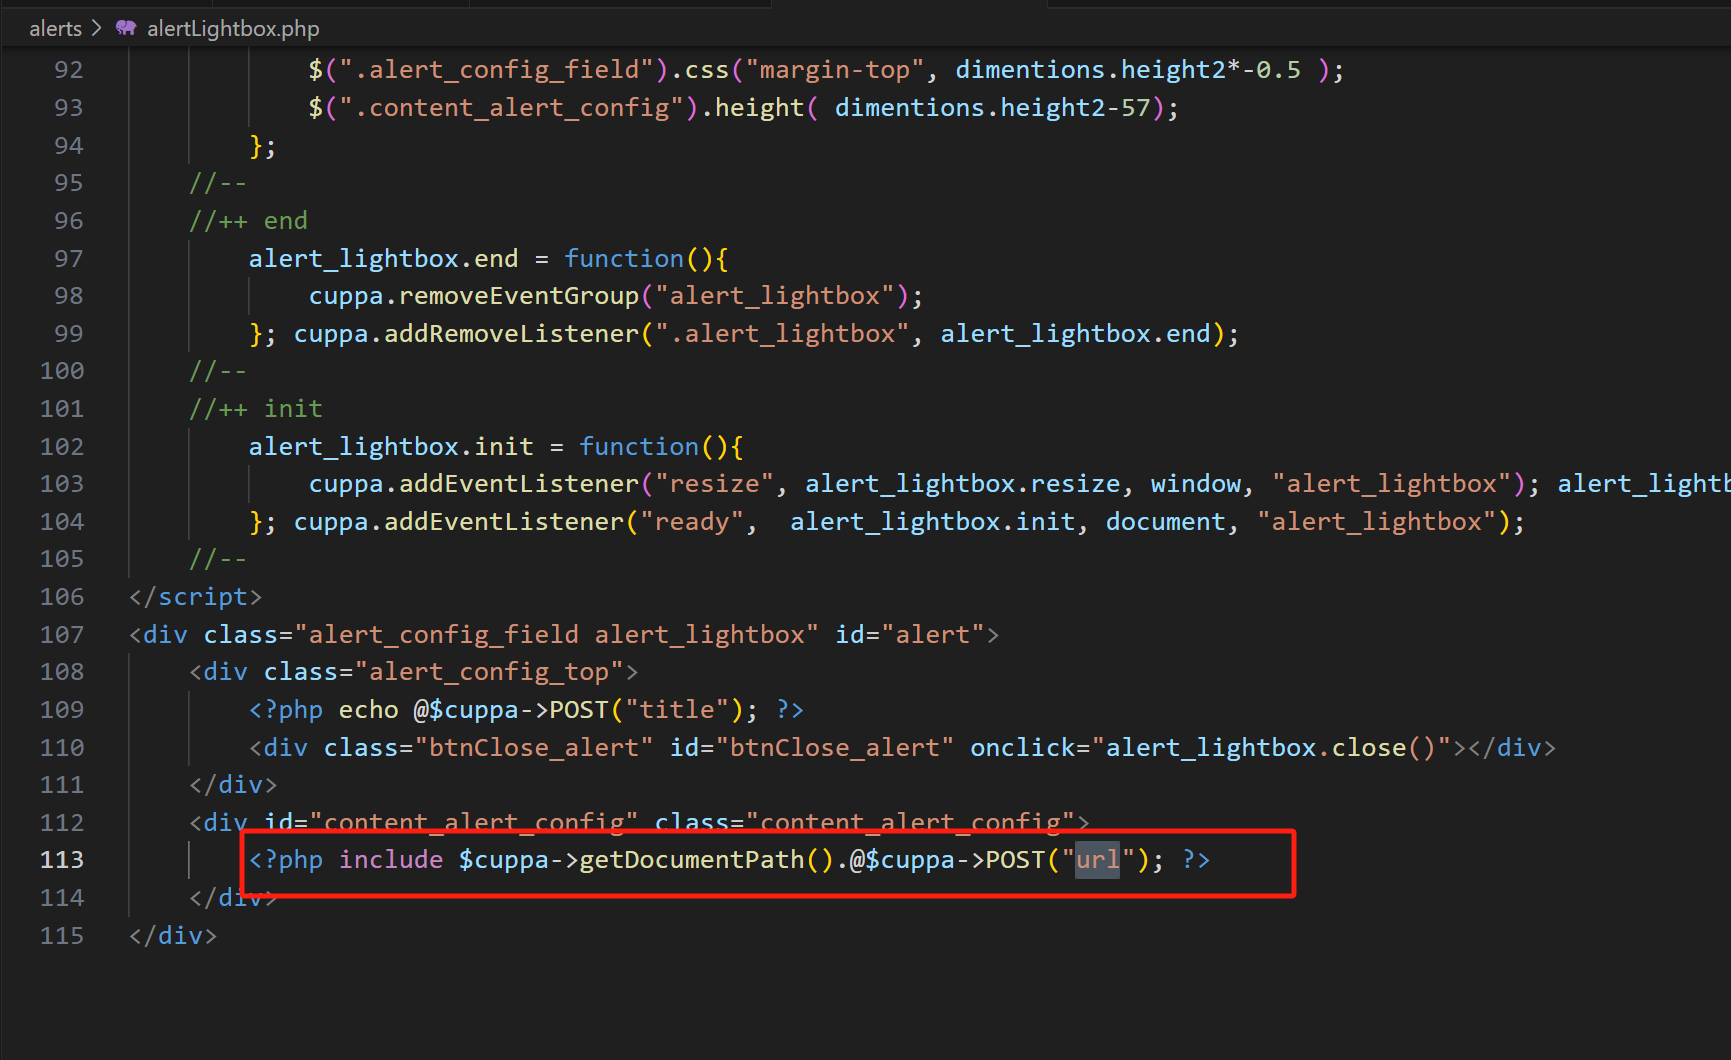 alerts > alertLightbox.php
92 $(".alert_config_field").css("margin-top", dimentions.height2*-0.5 );
93 $(".content_alert_config").height( dimentions.height2-57);
94 };
95 //--
96 //++ end
97 alert_lightbox.end = function(){
98 cuppa.removeEventGroup("alert_lightbox");
99 }; cuppa.addRemoveListener(".alert_lightbox", alert_lightbox.end);
100 //--
101 //++ init
102 alert_lightbox.init = function(){
103 cuppa.addEventListener("resize", alert_lightbox.resize, window, "alert_lightbox"); alert_lightb
104 }; cuppa.addEventListener("ready",  alert_lightbox.init, document, "alert_lightbox");
105 //--
106 </script>
107 <div class="alert_config_field alert_lightbox" id="alert">
108 <div class="alert_config_top">
109 <?php echo @$cuppa->POST("title"); ?>
110 <div class="btnClose_alert" id="btnClose_alert" onclick="alert_lightbox.close()"></div>
111 </div>
112 <div id="content_alert_config" class="content_alert_config">
113 <?php include $cuppa->getDocumentPath().@$cuppa->POST("url"); ?>
114 </div>
115 </div>